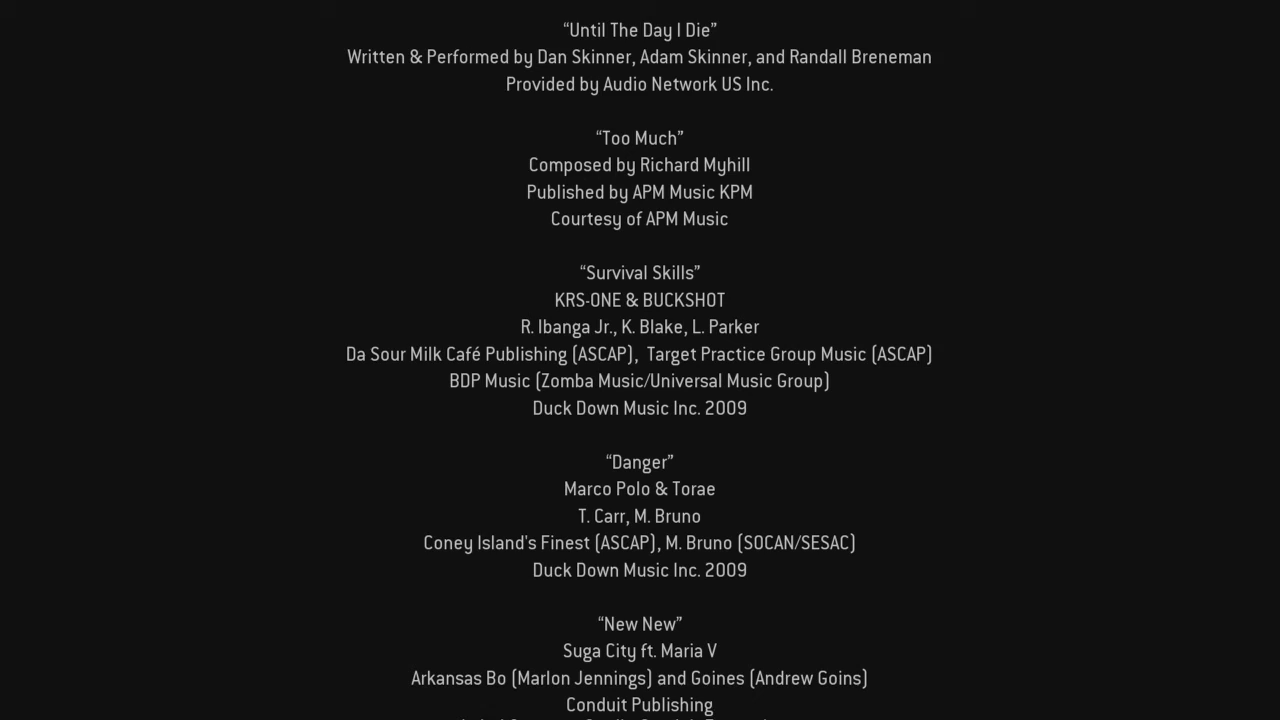 “Until The Day I Die”
Written & Performed by Dan Skinner, Adam Skinner, and Randall Breneman
Provided by Audio Network US Inc.
“Too Much”
Composed by Richard Myhill
Published by APM Music KPM
Courtesy of APM Music
“Survival Skills”
KRS-ONE & BUCKSHOT
R. Ibanga Jr., K. Blake, L. Parker
Da Sour Milk Café Publishing (ASCAP),  Target Practice Group Music (ASCAP)
BDP Music (Zomba Music/Universal Music Group)
Duck Down Music Inc. 2009
“Danger”
Marco Polo & Torae
T. Carr, M. Bruno
Coney Island's Finest (ASCAP), M. Bruno (SOCAN/SESAC)
Duck Down Music Inc. 2009
“New New”
Suga City ft. Maria V
Arkansas Bo (Marlon Jennings) and Goines (Andrew Goins)
Conduit Publishing